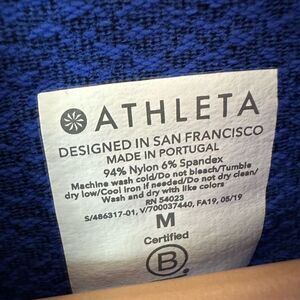 ATHLETA
DESIGNED IN SAN FRANCISCO
MADE IN PORTUGAL
94% Nylon 6% Spandex
Machine wash cold/Do not bleach/Tumble
dry low/Cool iron if needed/Do not dry clean/
Wash and dry with like colors
RN 54023
S/486317-01, V/700037440, FA19, 05/19
M
Certified
B